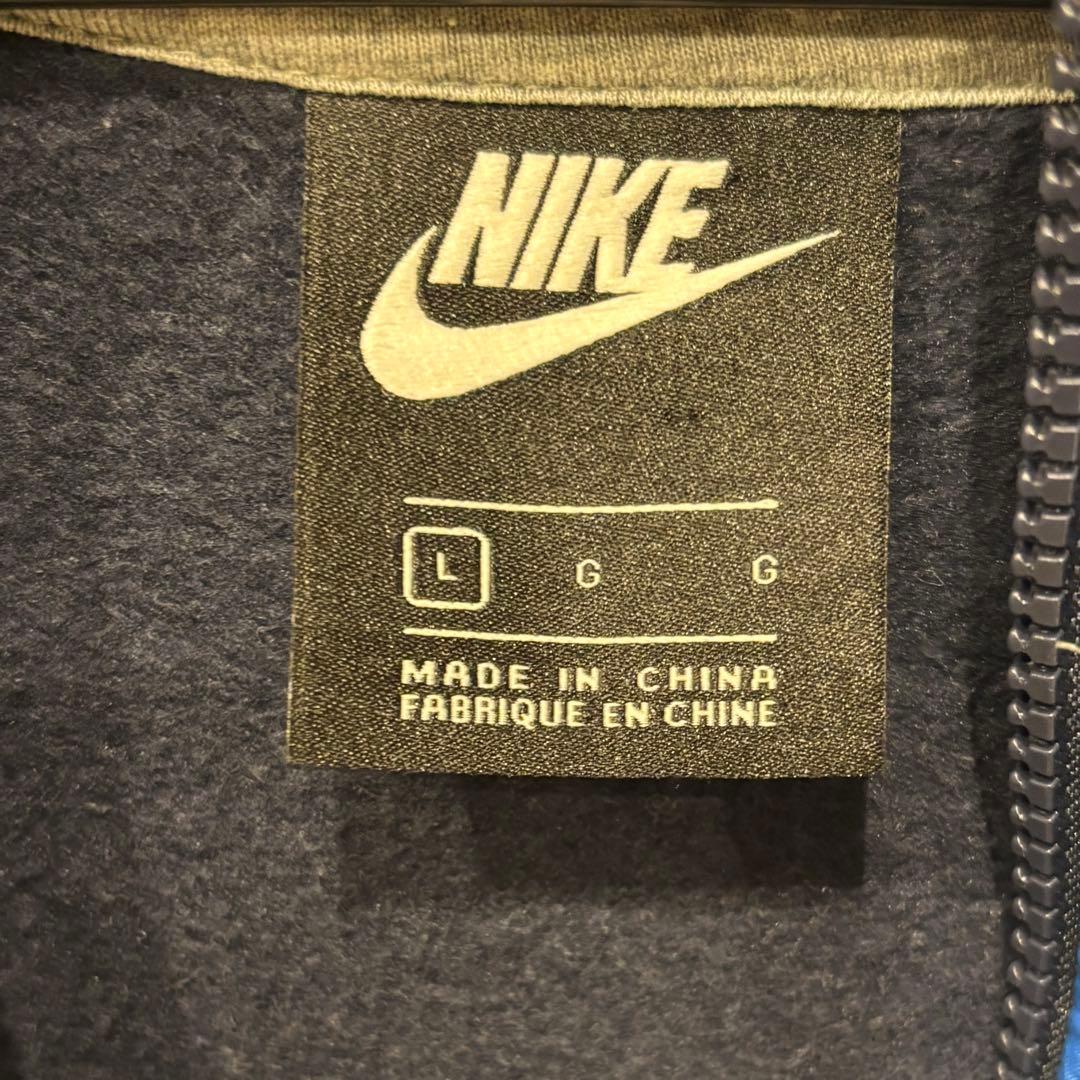 NIKE
L G G
MADE IN CHINA
FABRIQUE EN CHINE